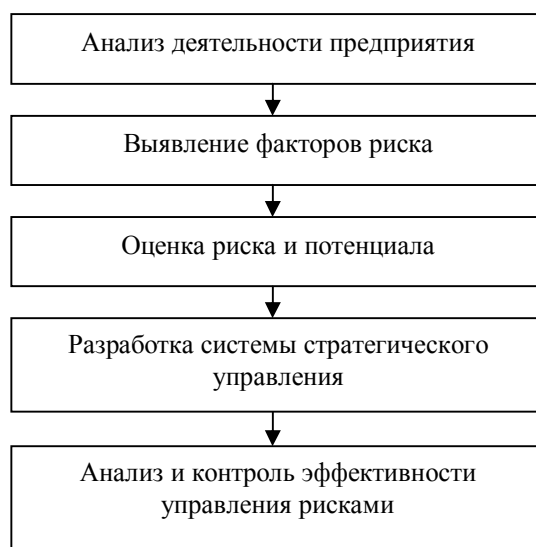 Анализ деятельности предприятия
Выявление факторов риска
Оценка риска и потенциала
Разработка системы стратегического
управления
Анализ и контроль эффективности
управления рисками